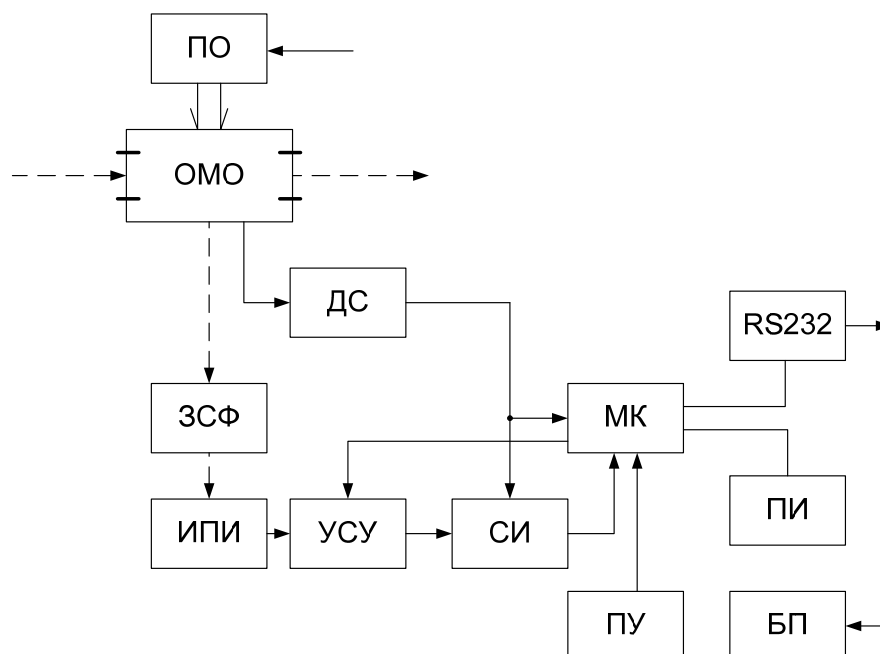 ПО
ОМО
ДС
RS232
ЗСФ
МК
ИПИ
УСУ
СИ
ПИ
ПУ
БП